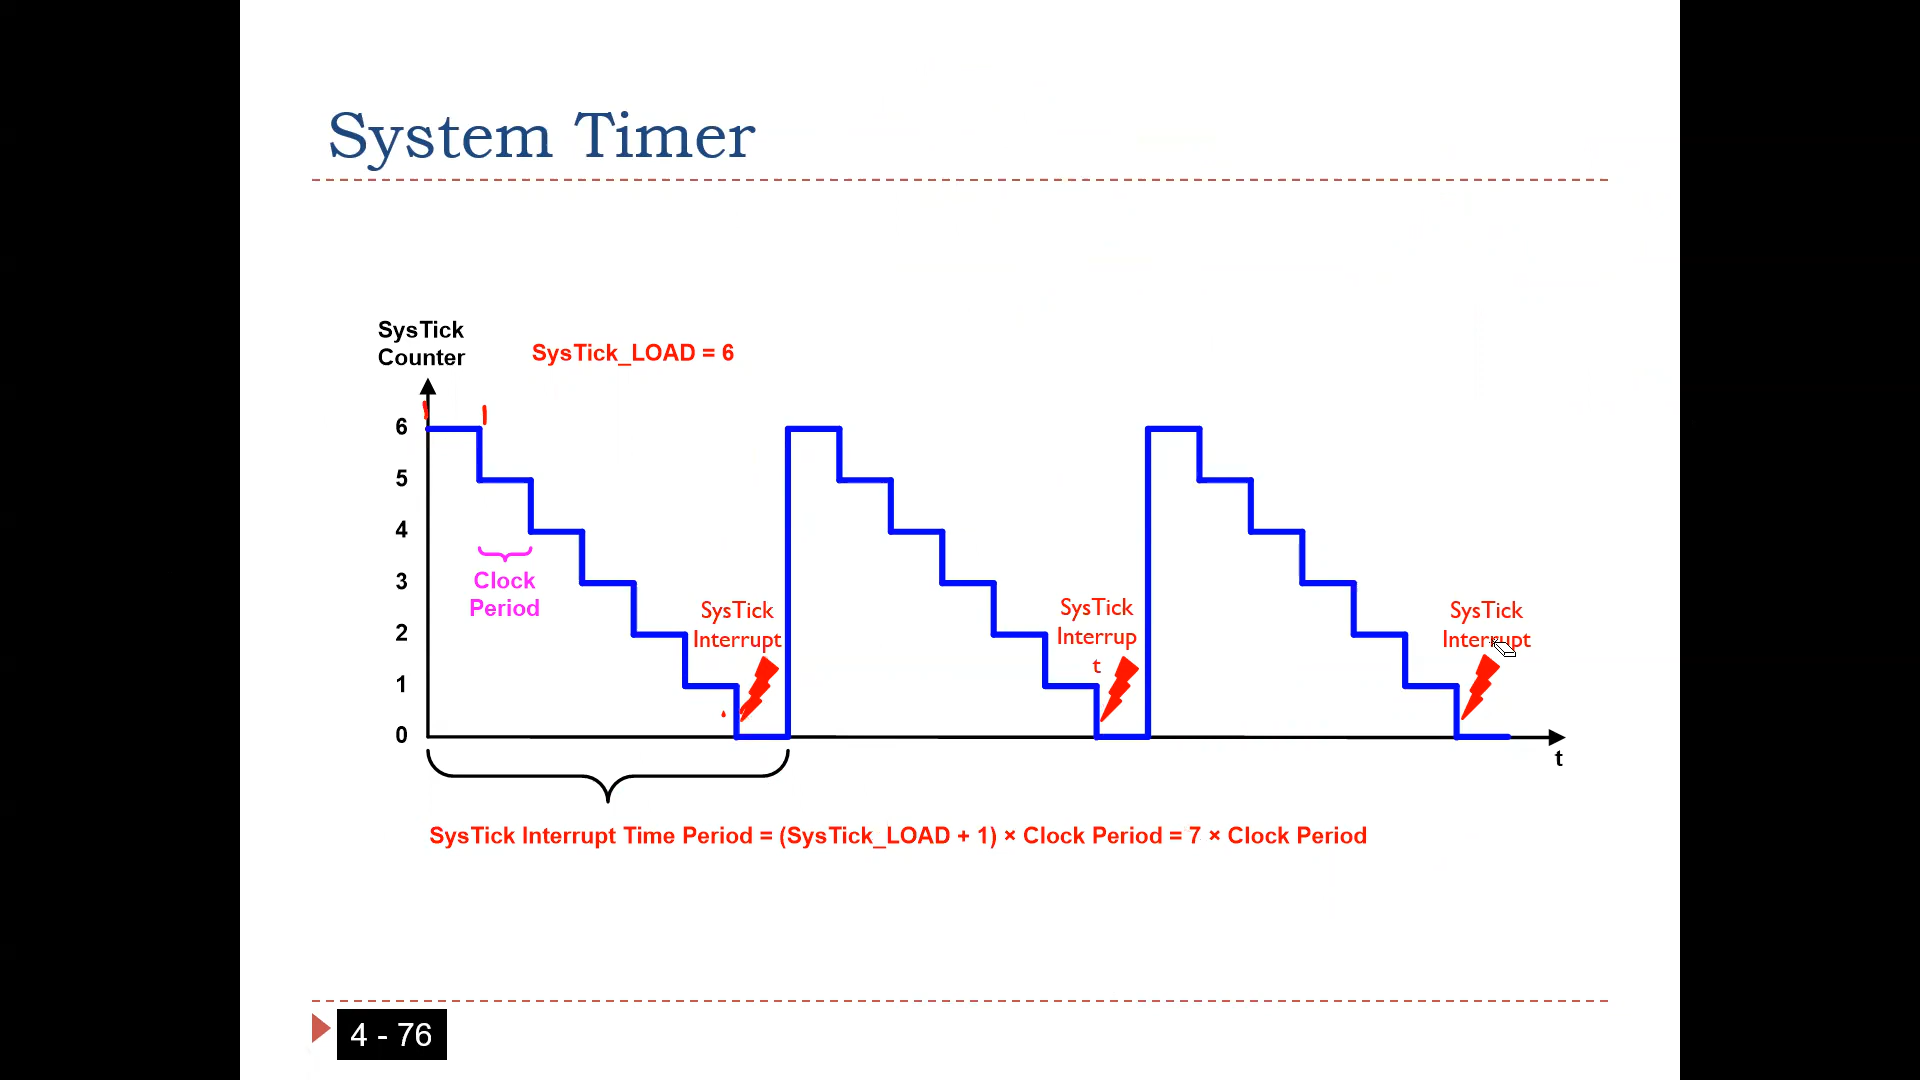 System Timer
SysTick
Counter
SysTick_LOAD = 6
6
5
4
3
2
1
0
Clock
Period
SysTick
Interrupt
SysTick
Interrup
t
SysTick
Interrupt
t
SysTick Interrupt Time Period = (SysTick_LOAD + 1) × Clock Period = 7 × Clock Period
4 - 76